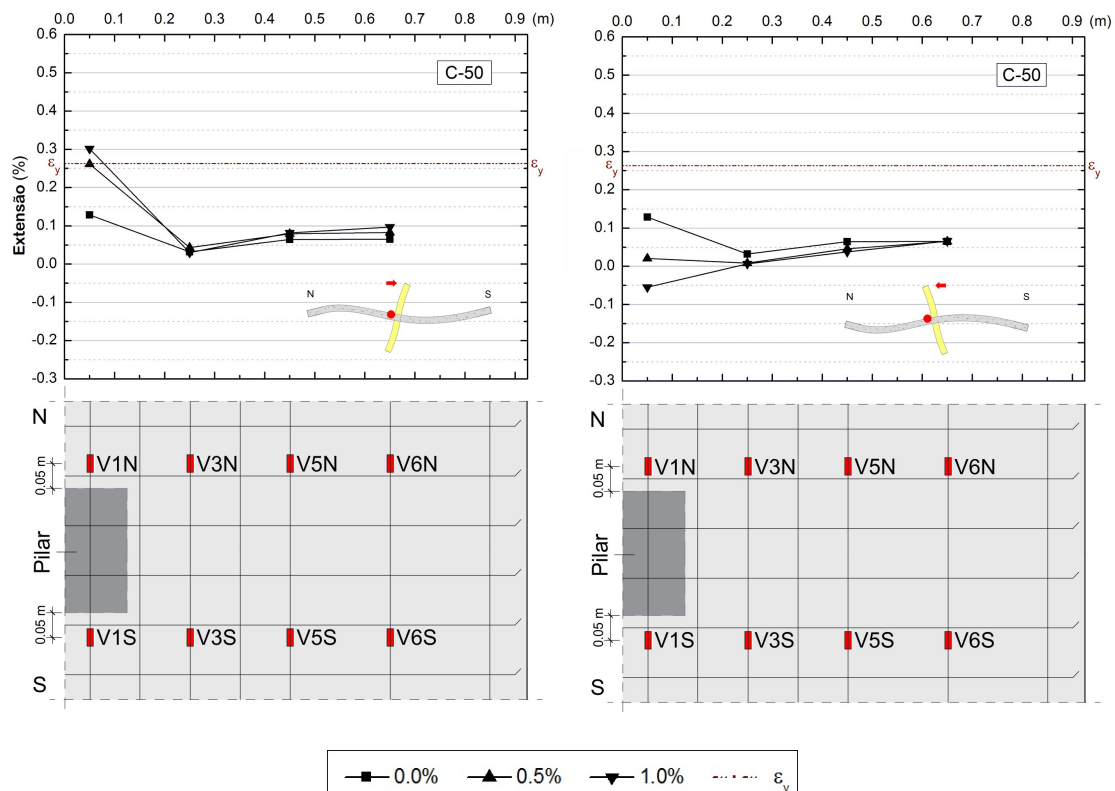 0.0 0.1 0.2 0.3 0.4 0.5 0.6 0.7 0.8 0.9 (m)
0.6
0.5
0.4
0.3
0.2
0.1
0.0
-0.1
-0.2
-0.3
Extensão (%)
C-50
εy εy
N S
N
V1N V3N V5N V6N
0.05 m
Pilar
0.05 m
V1S V3S V5S V6S
S
0.0 0.1 0.2 0.3 0.4 0.5 0.6 0.7 0.8 0.9 (m)
0.6
0.5
0.4
0.3
0.2
0.1
0.0
-0.1
-0.2
-0.3
C-50
εy εy
N S
N
V1N V3N V5N V6N
0.05 m
Pilar
0.05 m
V1S V3S V5S V6S
S
0.0% 0.5% 1.0% εy